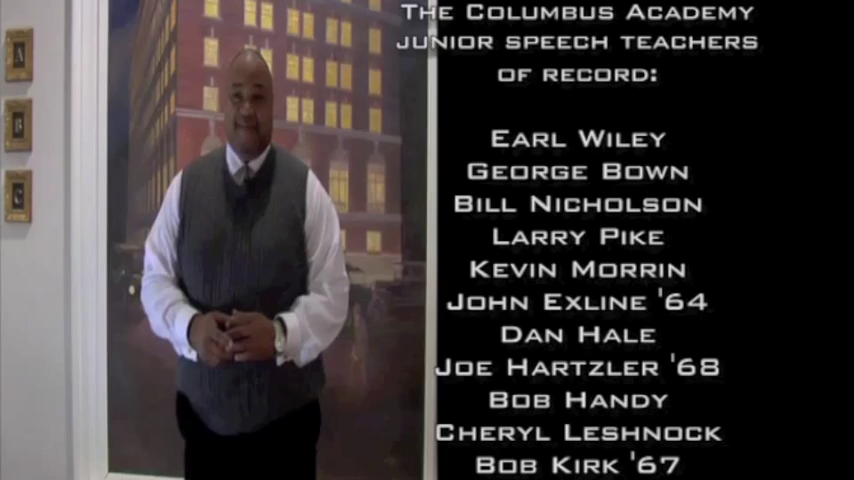 A
B
C
The Columbus Academy
junior speech teachers
of record:
Earl Wiley
George Bown
Bill Nicholson
Larry Pike
Kevin Morrin
John Exline '64
Dan Hale
Joe Hartzler '68
Bob Handy
Cheryl Leshnock
Bob Kirk '67